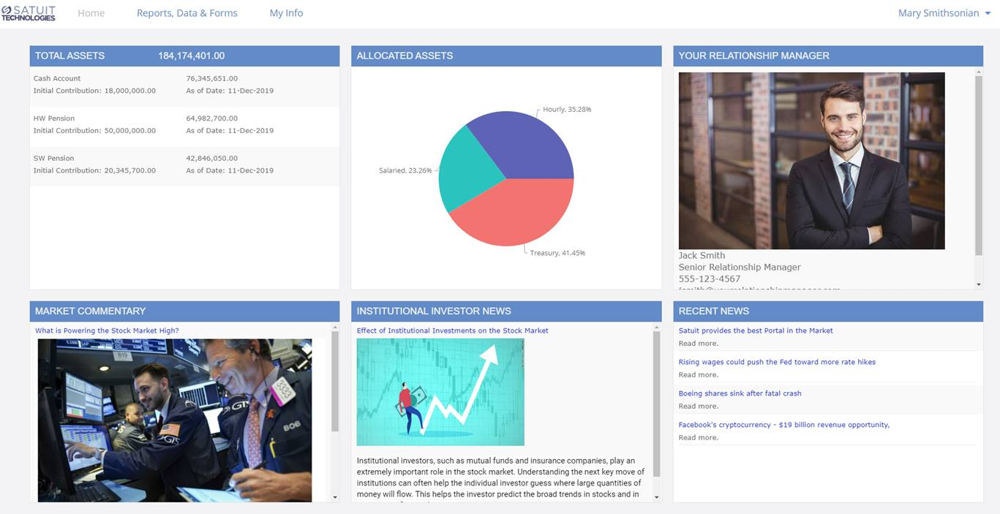 SATUIT
TECHNOLOGIES
Home
Reports, Data & Forms
My Info
Mary Smithsonian
TOTAL ASSETS 184,174,401.00
Cash Account 76,345,651.00
Initial Contribution: 18,000,000.00 As of Date: 11-Dec-2019
HW Pension 64,982,700.00
Initial Contribution: 50,000,000.00 As of Date: 11-Dec-2019
SW Pension 42,846,050.00
Initial Contribution: 20,345,700.00 As of Date: 11-Dec-2019
ALLOCATED ASSETS
Hourly, 35.28%
Salaried, 23.26%
Treasury, 41.45%
YOUR RELATIONSHIP MANAGER
Jack Smith
Senior Relationship Manager
555-123-4567
MARKET COMMENTARY
What is Powering the Stock Market High?
B19
3333
GTS
BOB
PGTS
INSTITUTIONAL INVESTOR NEWS
Effect of Institutional Investments on the Stock Market
Institutional investors, such as mutual funds and insurance companies, play an
extremely important role in the stock market. Understanding the next key move of
institutions can often help the individual investor guess where large quantities of
money will flow. This helps the investor predict the broad trends in stocks and in
RECENT NEWS
Satuit provides the best Portal in the Market
Read more.
Rising wages could push the Fed toward more rate hikes
Read more.
Boeing shares sink after fatal crash
Read more.
Facebook's cryptocurrency - $19 billion revenue opportunity,
Read more.